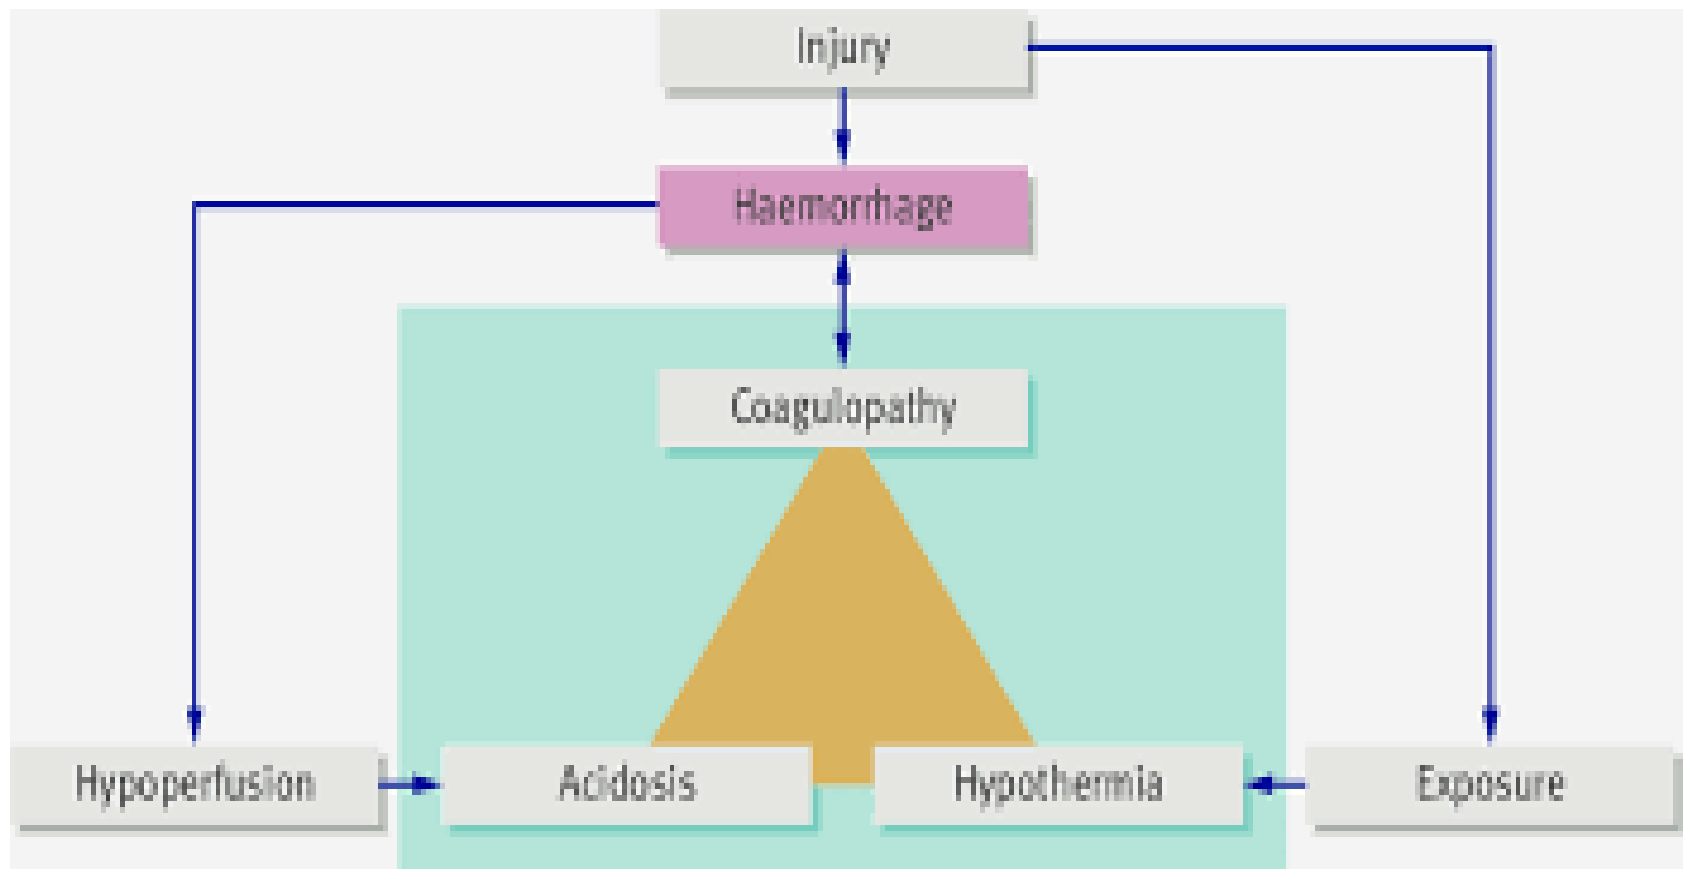 Injury
Haemorrhage
Coagulopathy
Hypoperfusion
Acidosis
Hypothermia
Exposure